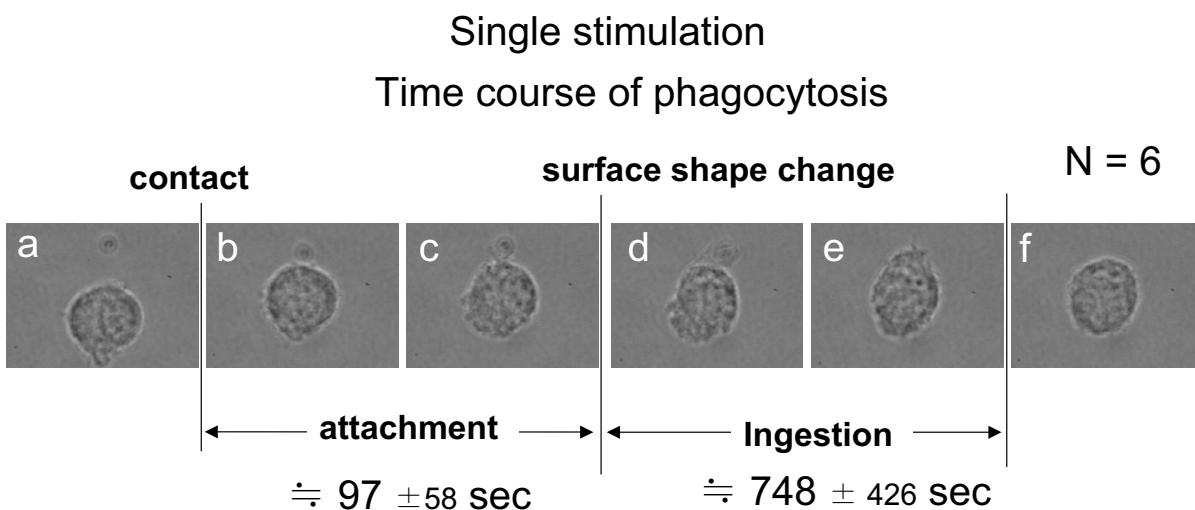 Single stimulation
Time course of phagocytosis
contact
surface shape change
N = 6
a
b
c
d
e
f
attachment
Ingestion
≒ 97 ±58 sec
≒ 748 ± 426 sec